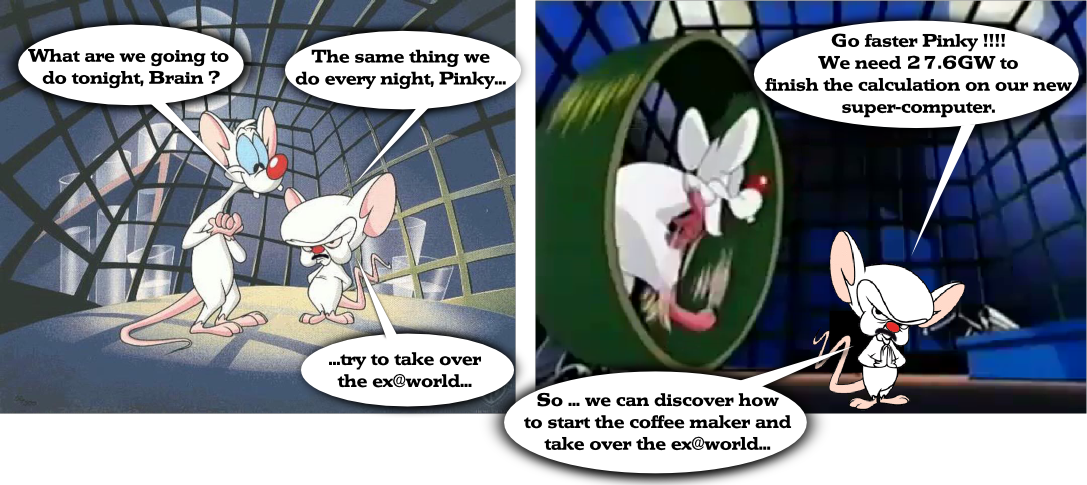 What are we going to
do tonight, Brain ?
The same thing we
do every night, Pinky...
...try to take over
the ex@world...
Go faster Pinky !!!!
We need 27.6GW to
finish the calculation on our new
super-computer.
So ... we can discover how
to start the coffee maker and
take over the ex@world...